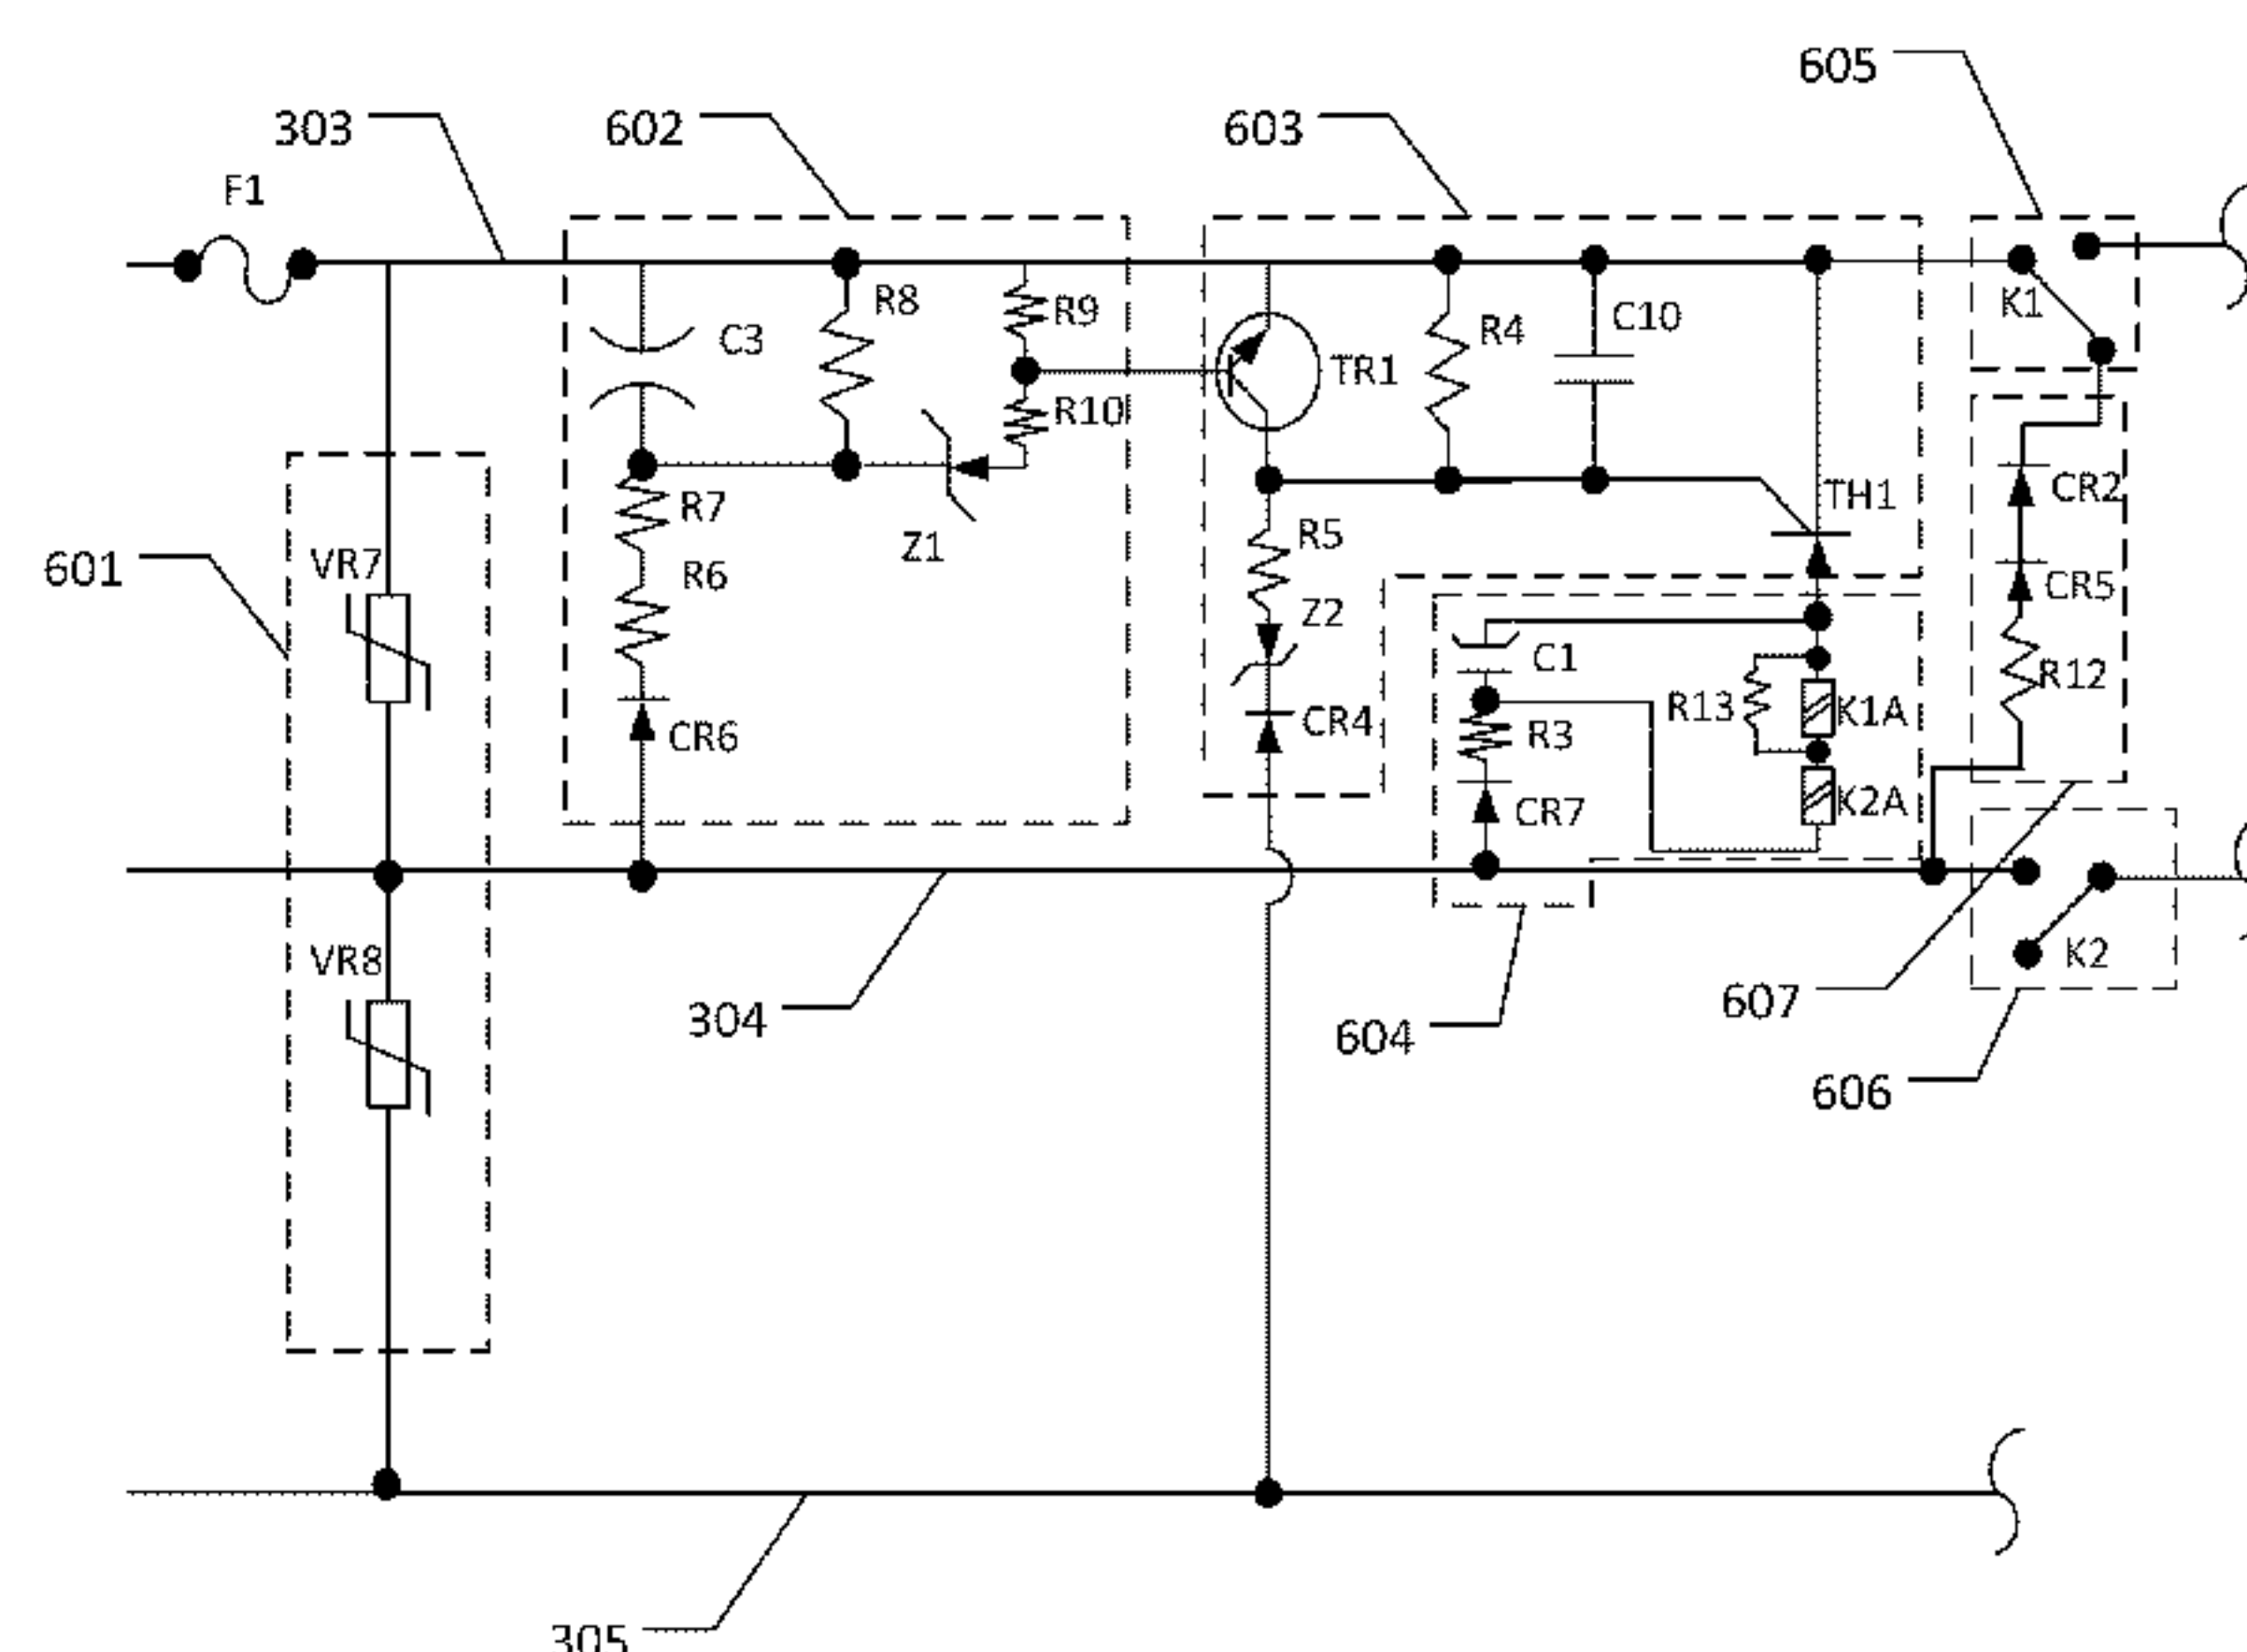 605
303
602
603
F1
R8
R9
K1
C3
R4
C10
TR1
R10
CR2
TH1
R7
R5
Z1
601
VR7
R6
CR5
Z2
C1
R12
R13
K1A
CR4
R3
CR6
K2A
CR7
VR8
K2
304
607
604
606
305